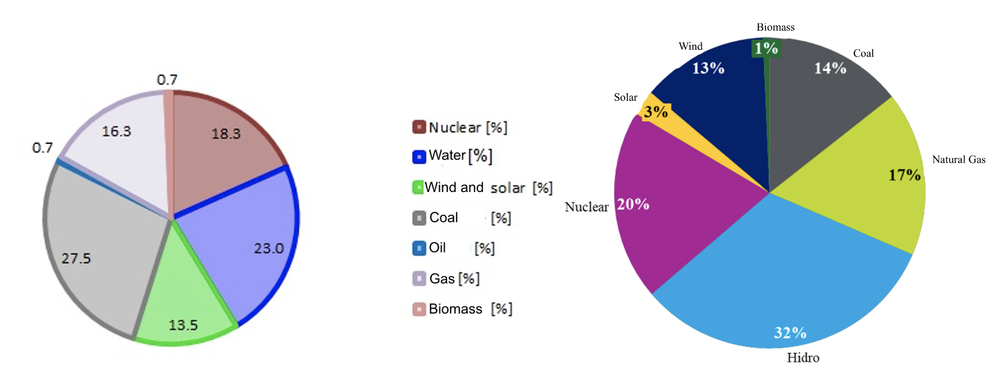 0.7
18.3
16.3
0.7
23.0
27.5
13.5
Nuclear [%]
Water [%]
Wind and solar [%]
Coal [%]
Oil [%]
Gas [%]
Biomass [%]
Biomass
1%
Wind
13%
Coal
14%
Solar
3%
Natural Gas
17%
Nuclear 20%
32%
Hidro